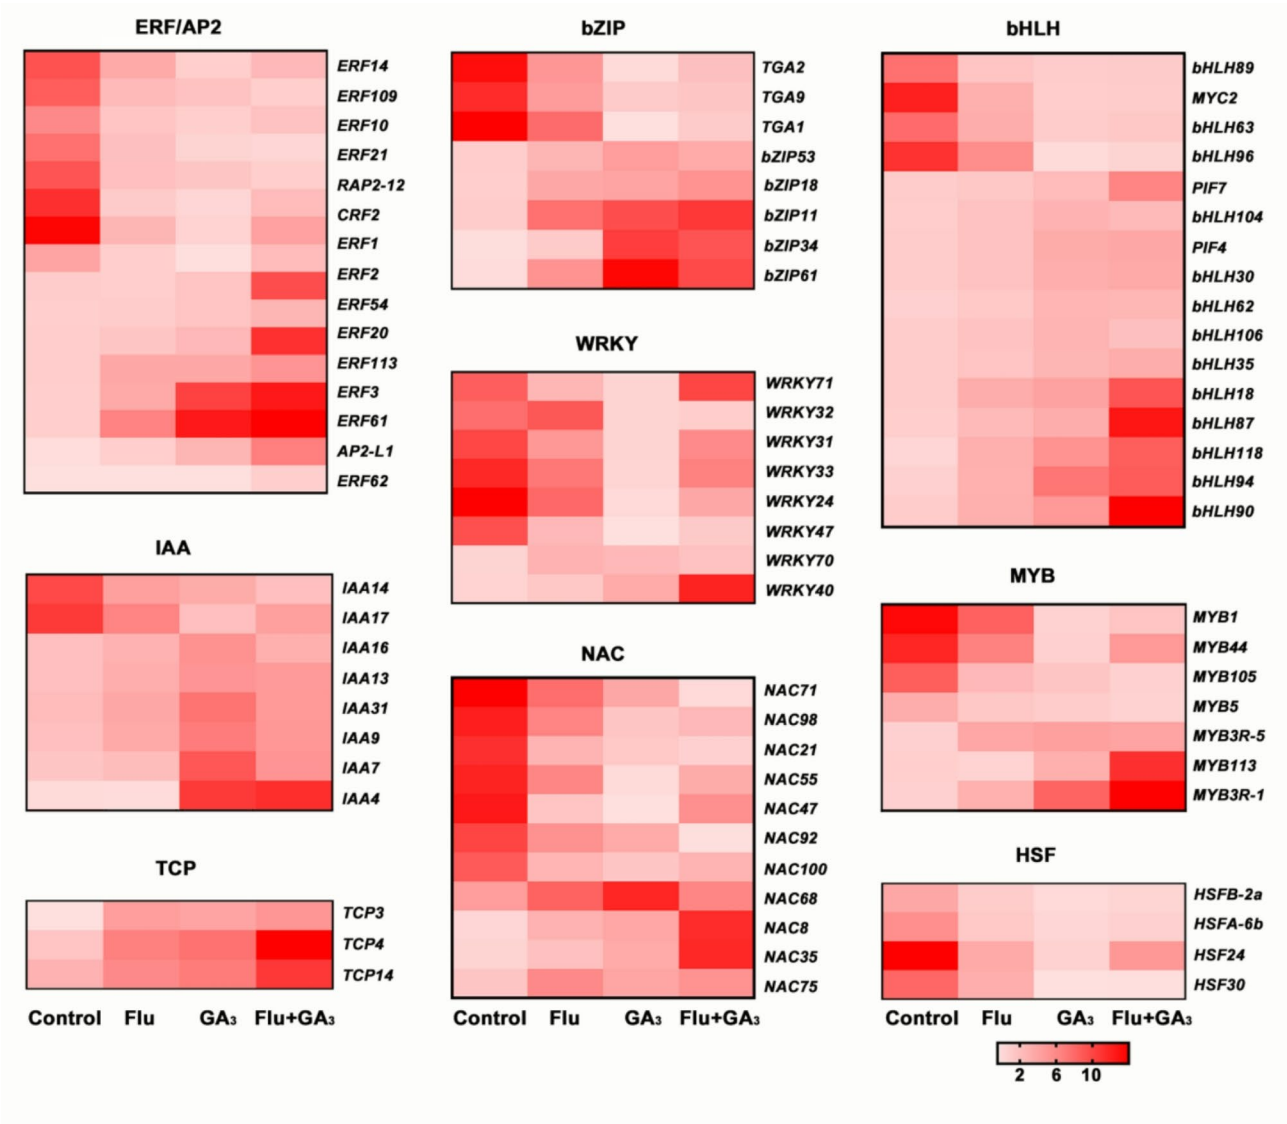 ERF/AP2
ERF14
ERF109
ERF10
ERF21
RAP2-12
CRF2
ERF1
ERF2
ERF54
ERF20
ERF113
ERF3
ERF61
AP2-L1
ERF62
IAA
IAA14
IAA17
IAA16
IAA13
IAA31
IAA9
IAA7
IAA4
TCP
TCP3
TCP4
TCP14
Control Flu GA₃ Flu+GA₃
bZIP
TGA2
TGA9
TGA1
bZIP53
bZIP18
bZIP11
bZIP34
bZIP61
WRKY
WRKY71
WRKY32
WRKY31
WRKY33
WRKY24
WRKY47
WRKY70
WRKY40
NAC
NAC71
NAC98
NAC21
NAC55
NAC47
NAC92
NAC100
NAC68
NAC8
NAC35
NAC75
Control Flu GA₃ Flu+GA₃
bHLH
bHLH89
MYC2
bHLH63
bHLH96
PIF7
bHLH104
PIF4
bHLH30
bHLH62
bHLH106
bHLH35
bHLH18
bHLH87
bHLH118
bHLH94
bHLH90
MYB
MYB1
MYB44
MYB105
MYB5
MYB3R-5
MYB113
MYB3R-1
HSF
HSFB-2a
HSFA-6b
HSF24
HSF30
Control Flu GA₃ Flu+GA₃
2 6 10